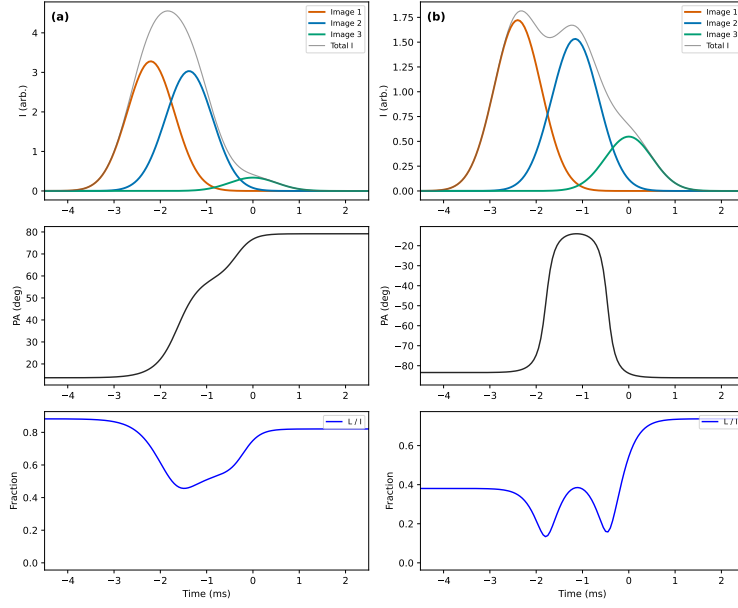 (a)
Image 1
Image 2
Image 3
Total I
I (arb.)
4
3
2
1
0
−4 −3 −2 −1 0 1 2
(b)
Image 1
Image 2
Image 3
Total I
I (arb.)
1.75
1.50
1.25
1.00
0.75
0.50
0.25
0.00
−4 −3 −2 −1 0 1 2
PA (deg)
80
70
60
50
40
30
20
−4 −3 −2 −1 0 1 2
PA (deg)
−20
−30
−40
−50
−60
−70
−80
−4 −3 −2 −1 0 1 2
L / I
Fraction
0.8
0.6
0.4
0.2
0.0
−4 −3 −2 −1 0 1 2
Time (ms)
L / I
Fraction
0.6
0.4
0.2
0.0
−4 −3 −2 −1 0 1 2
Time (ms)